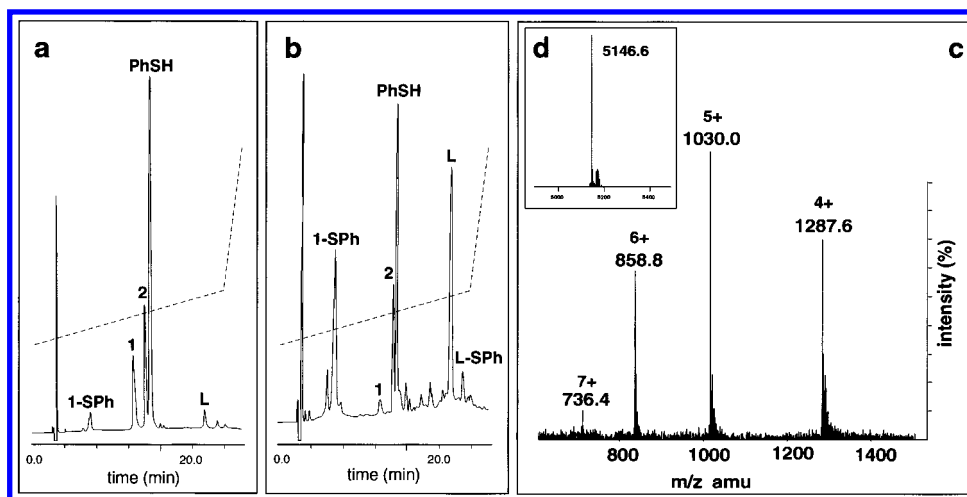 a
PhSH
2
1
1-SPh
L
0.0 20.0
time (min)
b
PhSH
L
1-SPh
2
L-SPh
1
0.0 20.0
time (min)
d
5146.6
c
5+
1030.0
4+
1287.6
6+
858.8
7+
736.4
intensity (%)
800 1000 1200 1400
m/z amu